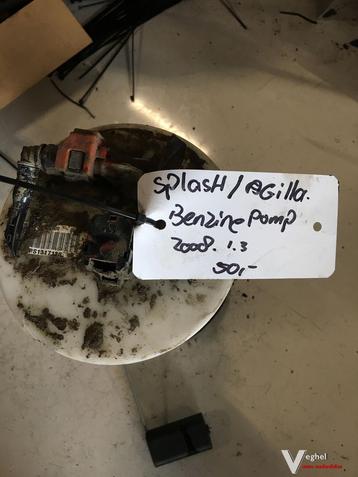 Splash / Agilla.
Benzine pomp
2008. 1.3
50,-
Veghel